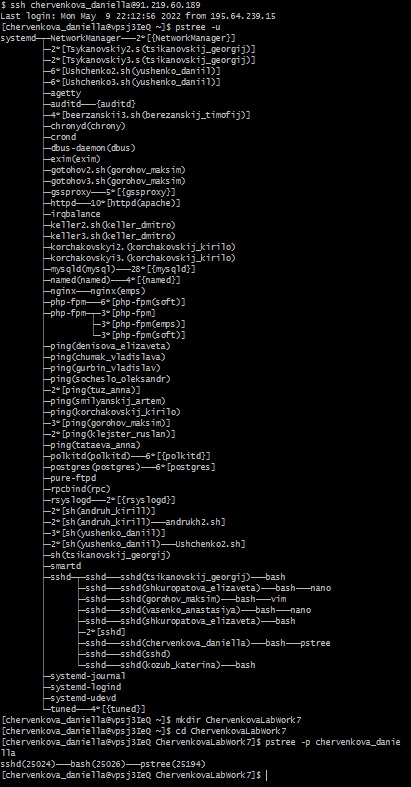 $ ssh chervenkova_daniella@91.219.60.189
Last login: Mon May  9 22:12:56 2022 from 195.64.239.15
[chervenkova_daniella@vpsj3IeQ ~]$ pstree -u
systemd─┬─NetworkManager───2*[{NetworkManager}]
├─2*[Tsykanovkiy2.s(tsikanovskij_georgij)]
├─2*[Tsykanovkiy3.s(tsikanovskij_georgij)]
├─6*[Ushchenko2.sh(yushenko_daniil)]
├─6*[Ushchenko3.sh(yushenko_daniil)]
├─agetty
├─auditd───{auditd}
├─4*[beerzanskii3.sh(berezanskij_timofij)]
├─chronyd(chrony)
├─crond
├─dbus-daemon(dbus)
├─exim(exim)
├─gotohov2.sh(gorohov_maksim)
├─gotohov3.sh(gorohov_maksim)
├─gssproxy───5*[{gssproxy}]
├─httpd───10*[httpd(apache)]
├─irqbalance
├─keller2.sh(keller_dmitro)
├─keller3.sh(keller_dmitro)
├─korchakovskyi2.(korchakovskij_kirilo)
├─korchakovskyi3.(korchakovskij_kirilo)
├─mysqld(mysql)───28*[{mysqld}]
├─named(named)───4*[{named}]
├─nginx───nginx(emps)
├─php-fpm───6*[php-fpm(soft)]
├─php-fpm─┬─3*[php-fpm]
├─3*[php-fpm(emps)]
└─3*[php-fpm(soft)]
├─ping(denisova_elizaveta)
├─ping(chumak_vladislava)
├─ping(gurbin_vladislav)
├─ping(socheslo_oleksandr)
├─2*[ping(tuz_anna)]
├─ping(smilyanskij_artem)
├─ping(korchakovskij_kirilo)
├─3*[ping(gorohov_maksim)]
├─2*[ping(klejster_ruslan)]
├─ping(tataeva_anna)
├─polkitd(polkitd)───6*[{polkitd}]
├─postgres(postgres)───6*[postgres]
├─pure-ftpd
├─rpcbind(rpc)
├─rsyslogd───2*[{rsyslogd}]
├─2*[sh(andruh_kirill)]
├─2*[sh(andruh_kirill)───andrukh2.sh]
├─3*[sh(yushenko_daniil)]
├─2*[sh(yushenko_daniil)───Ushchenko2.sh]
├─sh(tsikanovskij_georgij)
├─smartd
├─sshd─┬─sshd───sshd(tsikanovskij_georgij)───bash
├─sshd───sshd(shkuropatova_elizaveta)───bash───nano
├─sshd───sshd(gorohov_maksim)───bash───vim
├─sshd───sshd(vasenko_anastasiya)───bash───nano
├─sshd───sshd(shkuropatova_elizaveta)───bash
├─2*[sshd]
├─sshd───sshd(chervenkova_daniella)───bash───pstree
├─sshd───sshd(sshd)
└─sshd───sshd(kozub_katerina)───bash
├─systemd-journal
├─systemd-logind
├─systemd-udevd
└─tuned───4*[{tuned}]
[chervenkova_daniella@vpsj3IeQ ~]$ mkdir ChervenkovaLabWork7
[chervenkova_daniella@vpsj3IeQ ~]$ cd ChervenkovaLabWork7
[chervenkova_daniella@vpsj3IeQ ChervenkovaLabWork7]$ pstree -p chervenkova_danie
lla
sshd(25024)───bash(25026)───pstree(25194)
[chervenkova_daniella@vpsj3IeQ ChervenkovaLabWork7]$